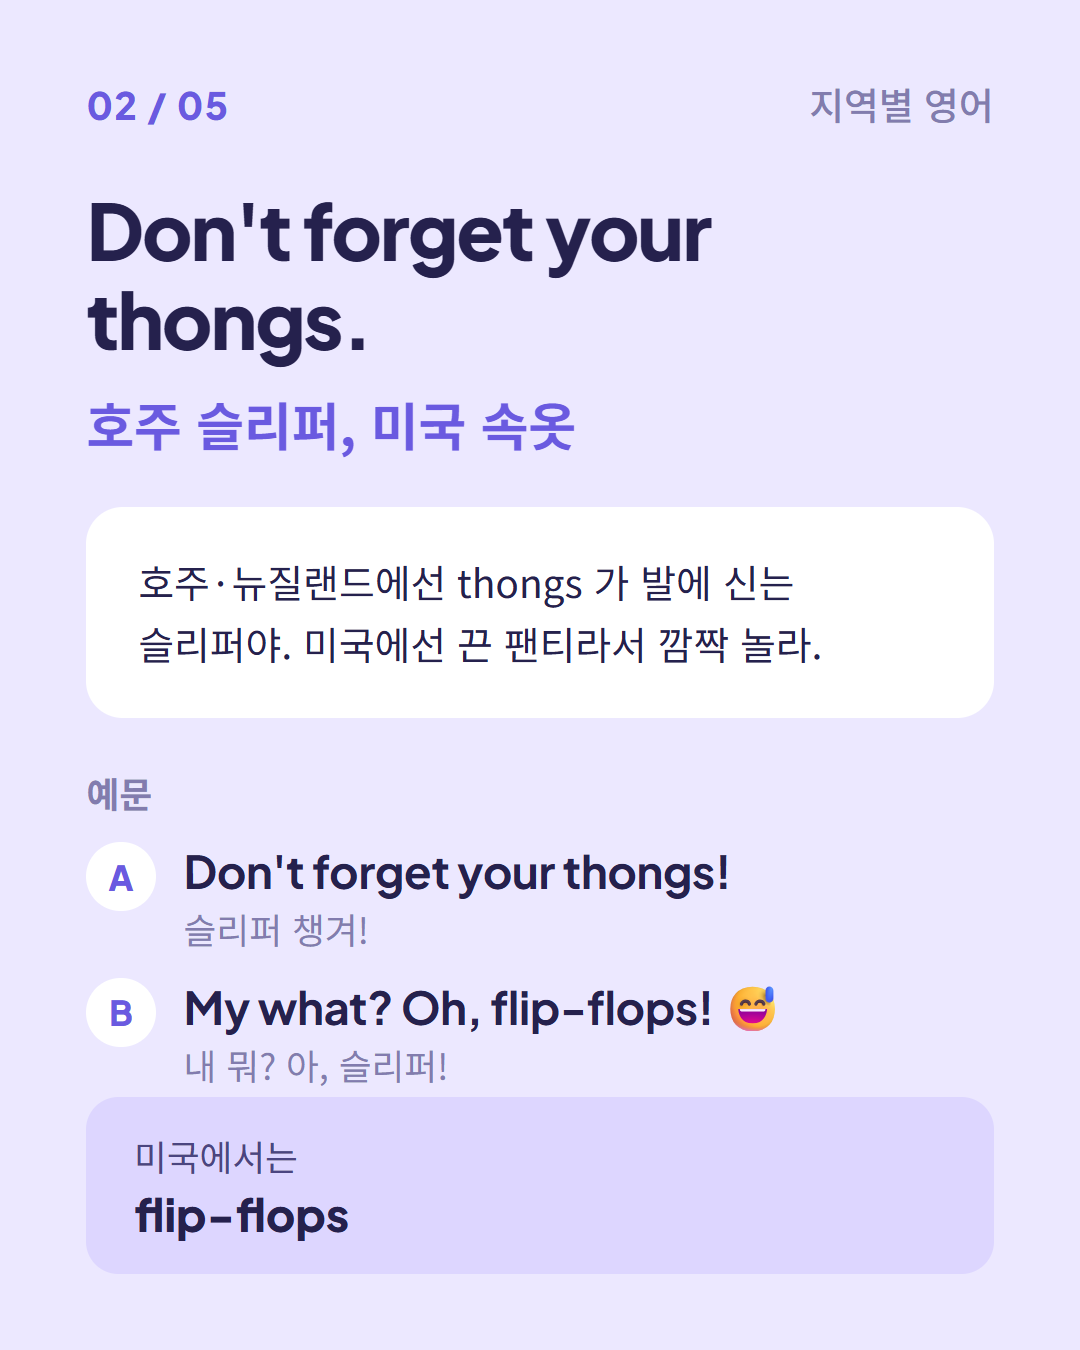 02 / 05
지역별 영어
Don't forget your
thongs.
호주 슬리퍼, 미국 속옷
호주·뉴질랜드에선 thongs 가 발에 신는
슬리퍼야. 미국에선 끈 팬티라서 깜짝 놀라.
예문
A
Don't forget your thongs!
슬리퍼 챙겨!
B
My what? Oh, flip-flops! 😅
내 뭐? 아, 슬리퍼!
미국에서는
flip-flops